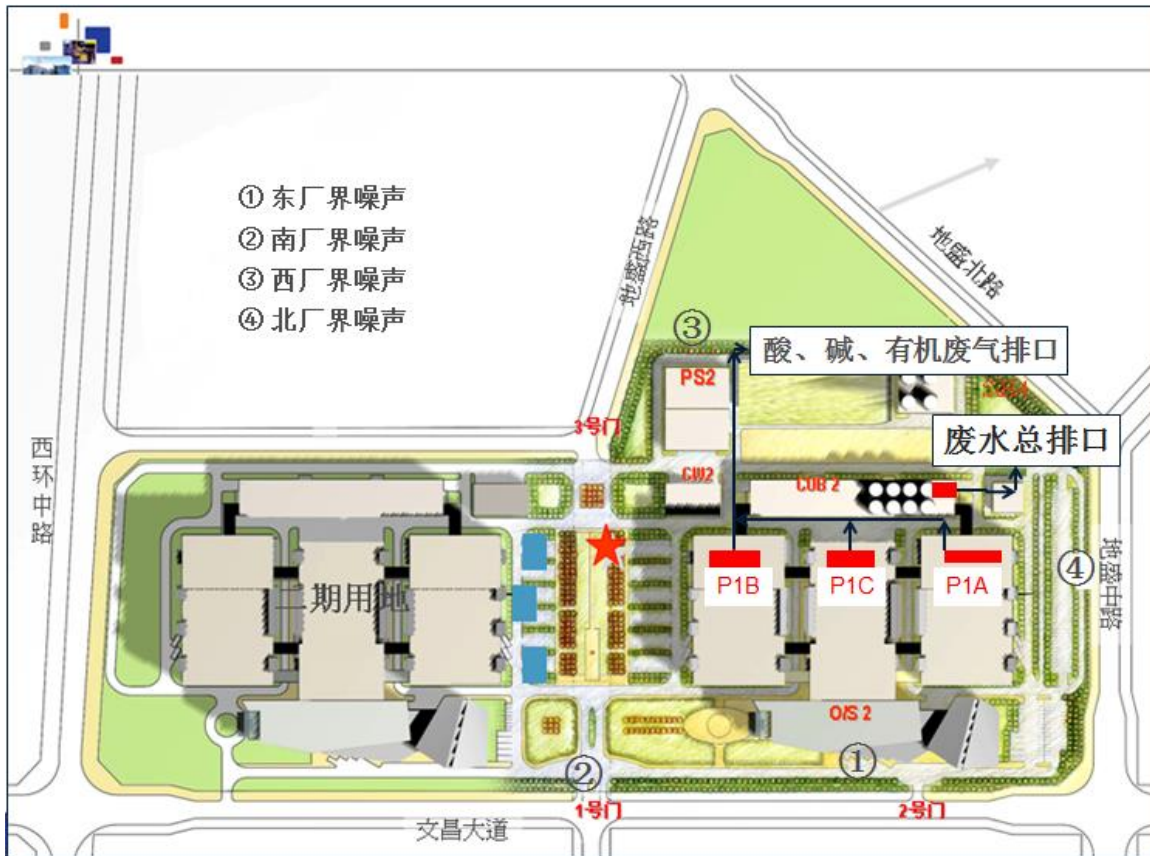 ① 东厂界噪声
② 南厂界噪声
③ 西厂界噪声
④ 北厂界噪声
地盛西路
地盛北路
③
酸、碱、有机废气排口
PS2
3号门
废水总排口
西环中路
CW2
COB 2
P1B
P1C
P1A
④
地盛中路
二期用地
O/S 2
①
②
1号门
2号门
文昌大道